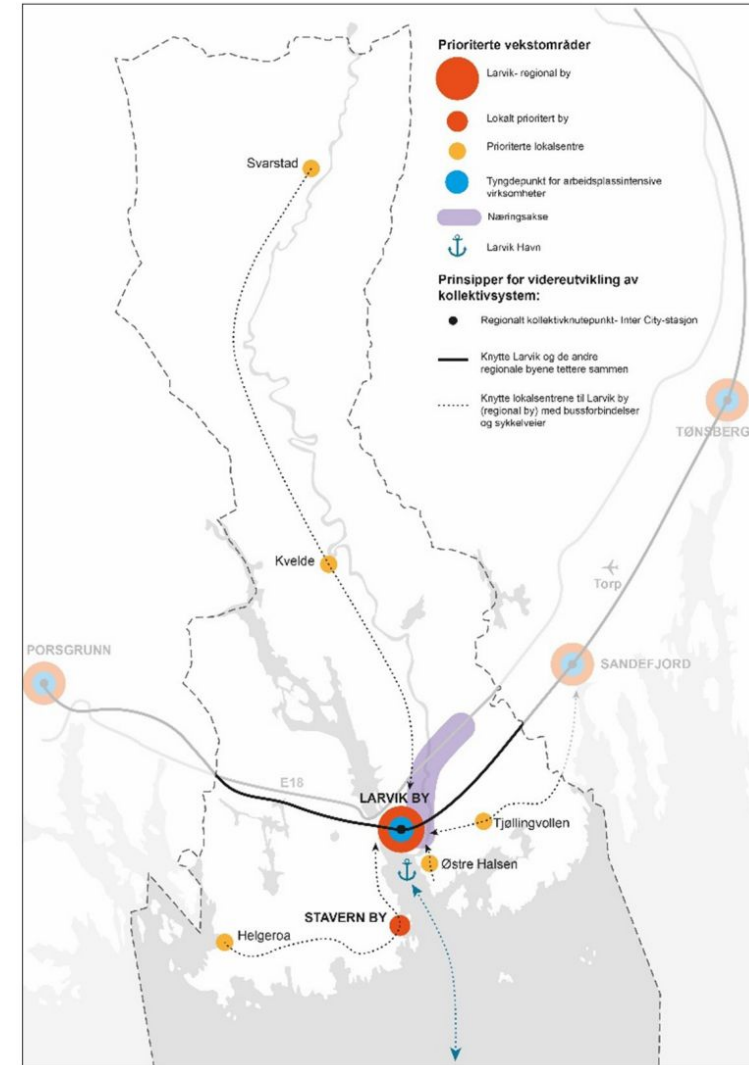 Prioriterte vekstområder
Larvik- regional by
Lokalt prioritert by
Prioriterte lokalsentre
Tyngdepunkt for arbeidsplassintensive
virksomheter
Næringsakse
Larvik Havn
Prinsipper for videreutvikling av
kollektivsystem:
Regionalt kollektivknutepunkt- Inter City-stasjon
Knytte Larvik og de andre
regionale byene tettere sammen
Knytte lokalsentrene til Larvik by
(regional by) med bussforbindelser
og sykkelveier
Svarstad
TØNSBERG
Kvelde
Torp
PORSGRUNN
SANDEFJORD
E18
LARVIK BY
Tjøllingvollen
Østre Halsen
STAVERN BY
Helgeroa